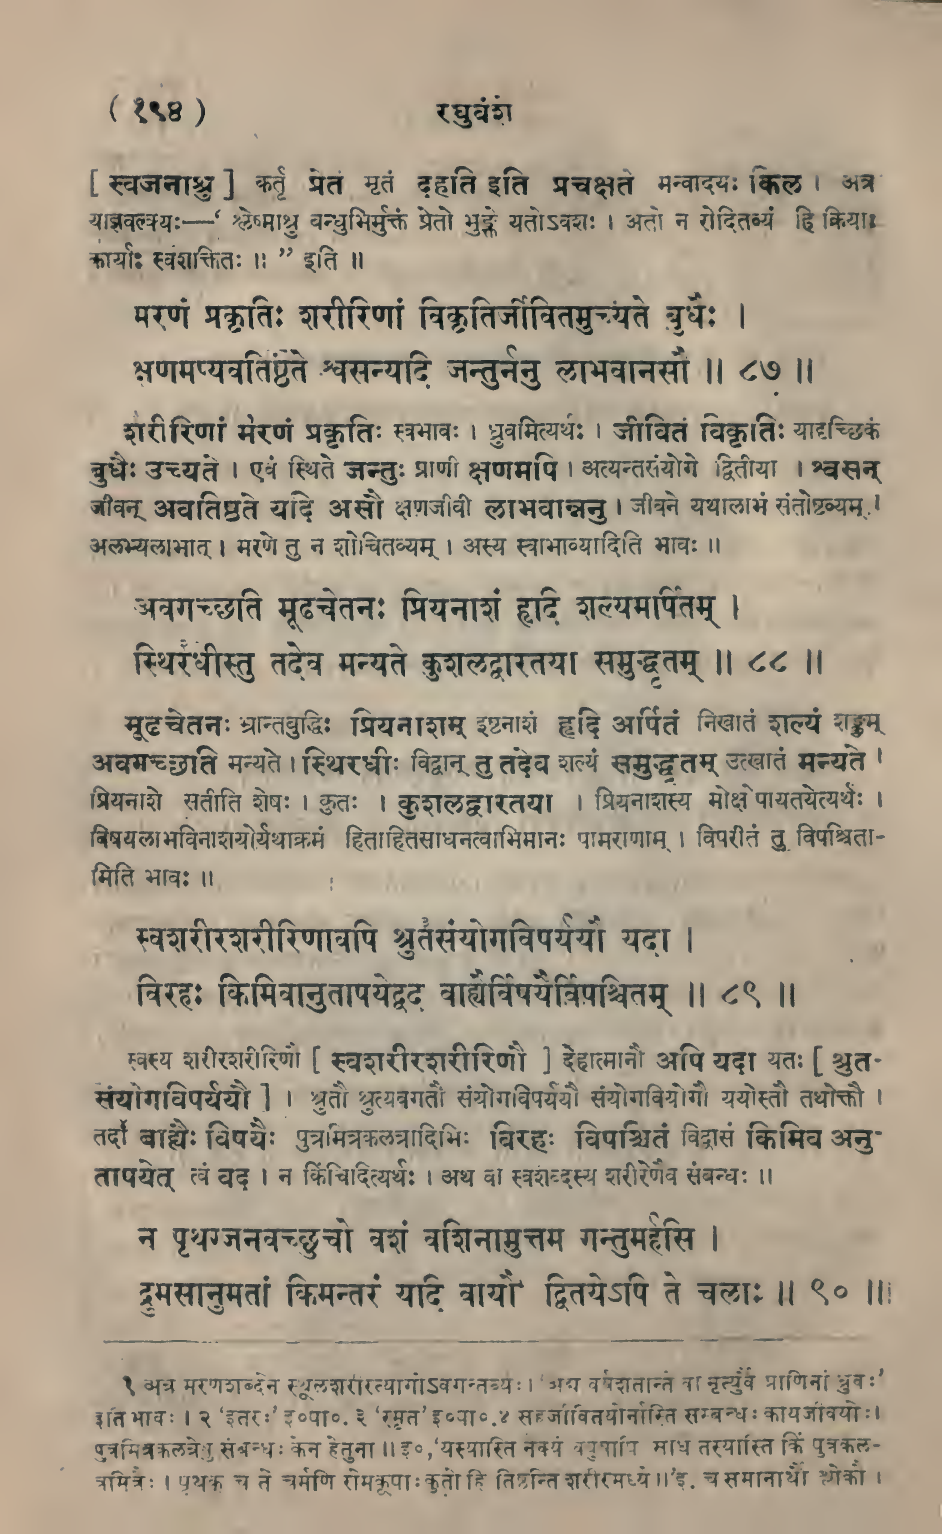 ( १९४ ) रघुवंशे
[ स्वजनाश्रु ] कर्तृ प्रेतं मृतं दहति इति प्रचक्षते मन्वादयः किल । अत्र
याज्ञवल्क्यः—‘ श्लेष्माश्रु बन्धुभिर्मुक्तं प्रेतो भुङ्क्ते यतोऽवशः । अतो न रोदितव्यं हि क्रियाः
कार्याः स्वशक्तितः ॥ ” इति ॥
मरणं प्रकृतिः शरीरिणां विकृतिर्जीवितमुच्यते बुधैः ।
क्षणमप्यवतिष्ठते श्वसन्यदि जन्तुर्ननु लाभवानसौ ॥ ८७ ॥
शरीरिणां मरणं प्रकृतिः स्वभावः । ध्रुवमित्यर्थः । जीवितं विकृतिः यादृच्छिकं
बुधैः उच्यते । एवं स्थिते जन्तुः प्राणी क्षणमपि । अत्यन्तसंयोगे द्वितीया । श्वसन्
जीवन् अवतिष्ठते यदि असौ क्षणजीवी लाभवान्ननु । जीवने यथालाभं संतोष्टव्यम् ।
अलभ्यलाभात् । मरणे तु न शोचितव्यम् । अस्य स्वाभाव्यादिति भावः ॥
अवगच्छति मूढचेतनः प्रियनाशं हृदि शल्यमर्पितम् ।
स्थिरधीस्तु तदेव मन्यते कुशलद्वारतया समुद्धृतम् ॥ ८८ ॥
मूढचेतनः भ्रान्तबुद्धिः प्रियनाशम् इष्टनाशं हृदि अर्पितं निखातं शल्यं शङ्कुम्
अवगच्छति मन्यते । स्थिरधीः विद्वान् तु तदेव शल्यं समुद्धृतम् उत्खातं मन्यते ।
प्रियनाशे सतीति शेषः । कुतः । कुशलद्वारतया । प्रियनाशस्य मोक्षोपायतयेत्यर्थः ।
विषयलाभविनाशयोर्यथाक्रमं हिताहितसाधनत्वाभिमानः पामराणाम् । विपरीतं तु विपश्चिता-
मिति भावः ॥
स्वशरीरशरीरिणावपि श्रुतसंयोगविपर्ययौ यदा ।
विरहः किमिवानुतापयेद्वद बाह्यैर्विषयैर्विपश्चितम् ॥ ८९ ॥
स्वस्य शरीरशरीरिणौ [ स्वशरीरशरीरिणौ ] देहात्मानौ अपि यदा यतः [ श्रुत-
संयोगविपर्ययौ ] । श्रुतौ श्रुत्यवगतौ संयोगविपर्ययौ संयोगवियोगौ ययोस्तौ तथोक्तौ ।
तदा बाह्यैः विषयैः पुत्रमित्रकलत्रादिभिः विरहः विपश्चितं विद्वांसं किमिव अनु-
तापयेत् त्वं वद । न किंचिदित्यर्थः । अथ वा स्वशब्दस्य शरीरेणैव संबन्धः ॥
न पृथग्जनवच्छुचो वशं वशिनामुत्तम गन्तुमर्हसि ।
द्रुमसानुमतां किमन्तरं यदि वायौ द्वितयेऽपि ते चलाः ॥ ९० ॥
१ अत्र मरणशब्देन स्थूलशरीरत्यागोऽवगन्तव्यः । ‘अद्य वर्षशतान्ते वा मृत्युर्वै प्राणिनां ध्रुवः’
इति भावः । २ ‘इतरः’ इ०पा०. ३ ‘स्मृत’ इ०पा०.४ सहजीवितयोर्नास्ति सम्बन्धः कायजीवयोः।
पुत्रमित्रकलत्रेषु संबन्धः केन हेतुना ॥ इ०,‘यस्यास्ति नैक्यं वपुषापि तस्यास्ति किं पुत्रकल-
त्रमित्रैः । पृथक् च ते चर्मणि रोमकूपाः कुतो हि तिष्ठन्ति शरीरमध्ये॥’इ. च समानार्थौ श्लोकौ ।